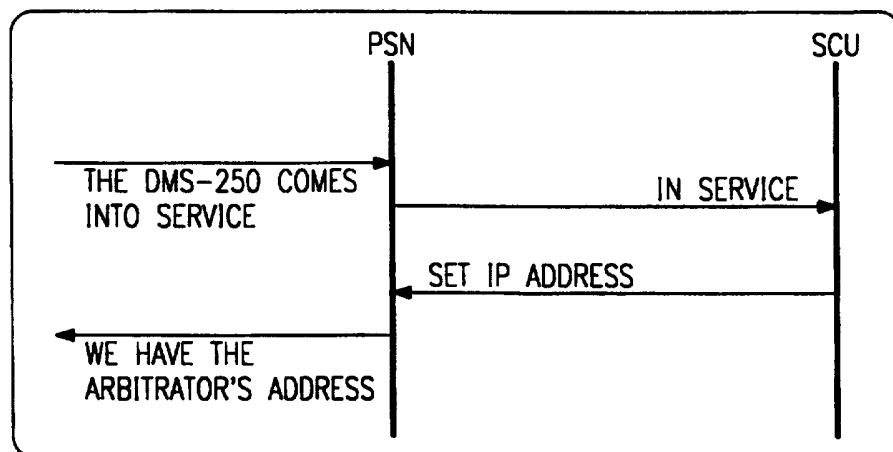 PSN
SCU
THE DMS-250 COMES
INTO SERVICE
IN SERVICE
SET IP ADDRESS
WE HAVE THE
ARBITRATOR'S ADDRESS